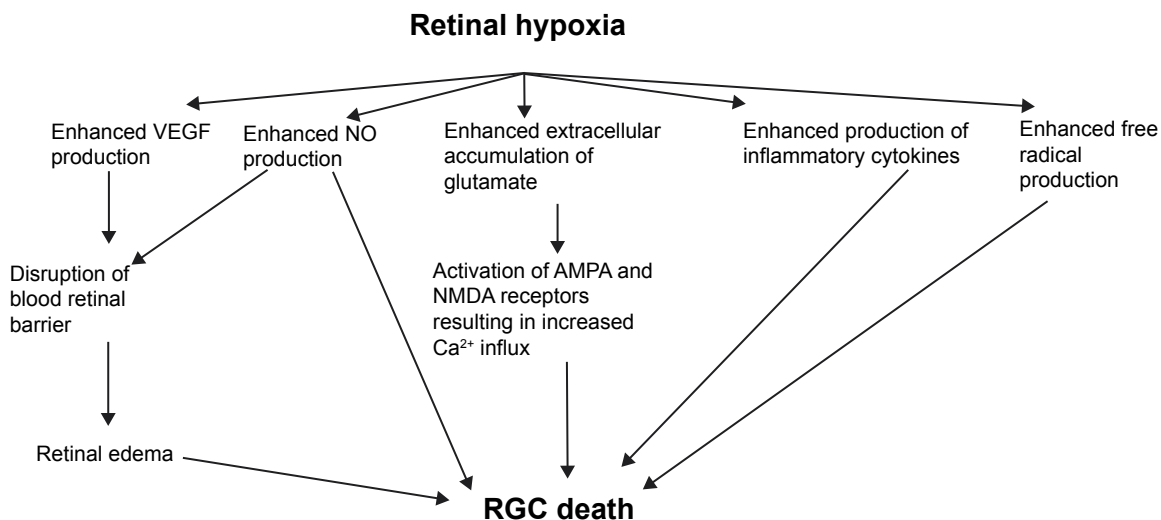 Retinal hypoxia
Enhanced VEGF
production
Enhanced NO
production
Enhanced extracellular
accumulation of
glutamate
Enhanced production of
inflammatory cytokines
Enhanced free
radical
production
Disruption of
blood retinal
barrier
Activation of AMPA and
NMDA receptors
resulting in increased
Ca²⁺ influx
Retinal edema
RGC death